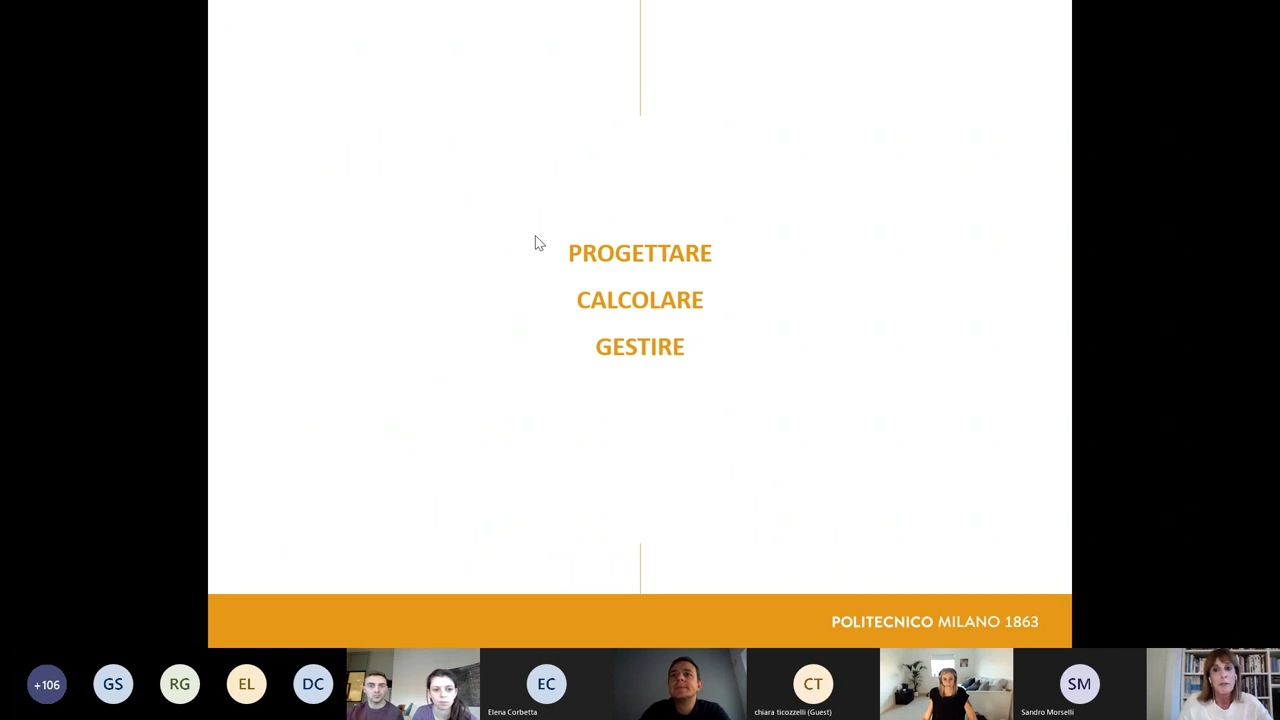 PROGETTARE
CALCOLARE
GESTIRE
POLITECNICO MILANO 1863
+106
GS
RG
EL
DC
EC
Elena Corbetta
CT
chiara ticozzelli (Guest)
SM
Sandro Morselli